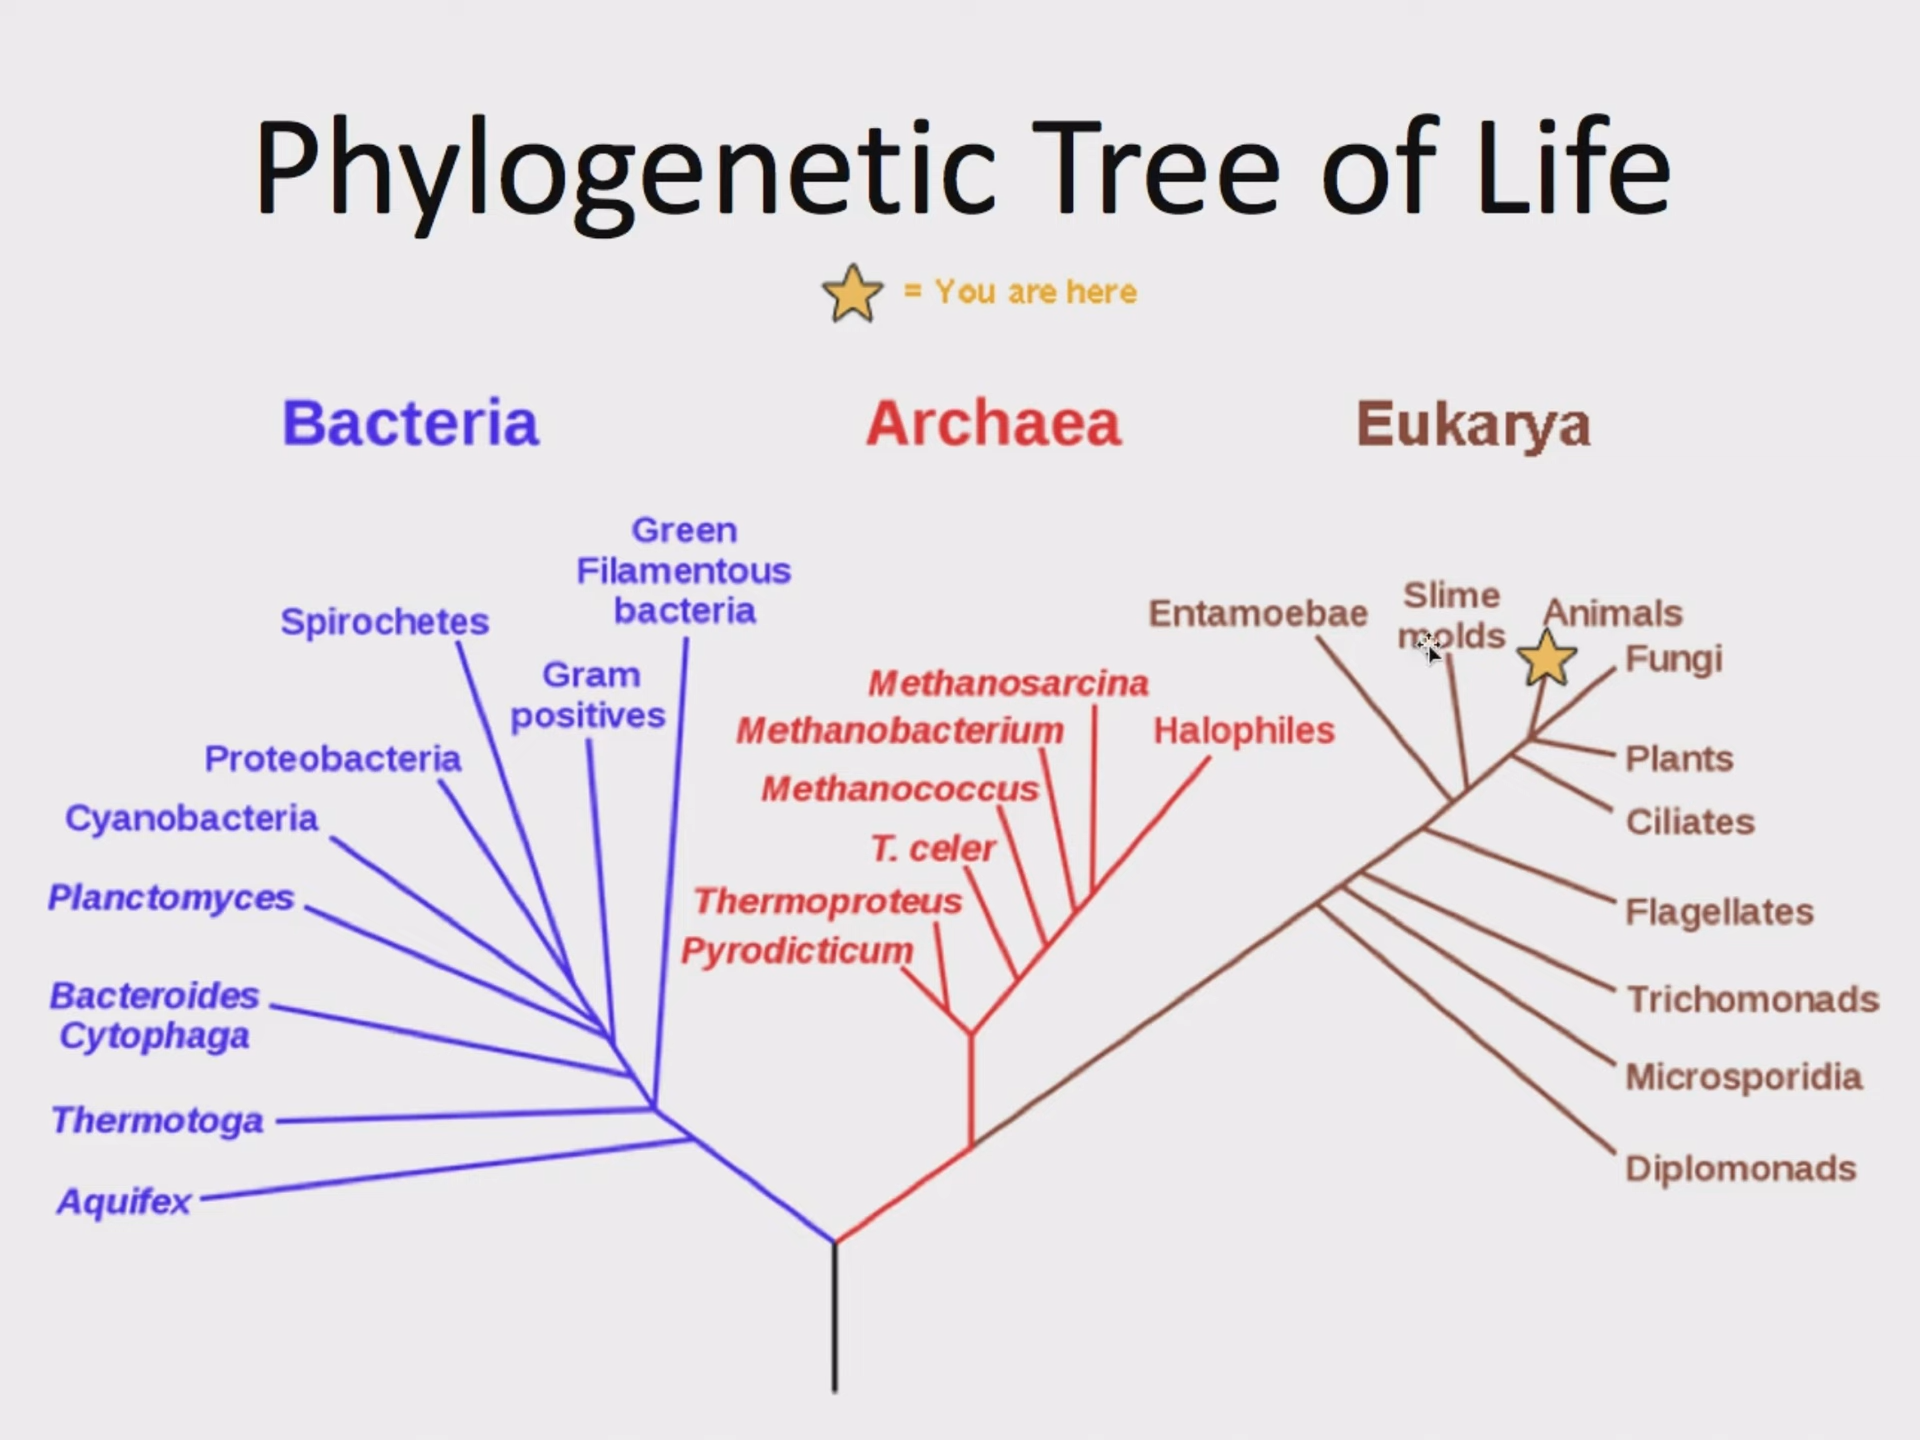 Phylogenetic Tree of Life
= You are here
Bacteria
Archaea
Eukarya
Green
Filamentous
bacteria
Spirochetes
Gram
positives
Proteobacteria
Cyanobacteria
Planctomyces
Bacteroides
Cytophaga
Thermotoga
Aquifex
Methanosarcina
Methanobacterium
Halophiles
Methanococcus
T. celer
Thermoproteus
Pyrodicticum
Entamoebae
Slime
molds
Animals
Fungi
Plants
Ciliates
Flagellates
Trichomonads
Microsporidia
Diplomonads